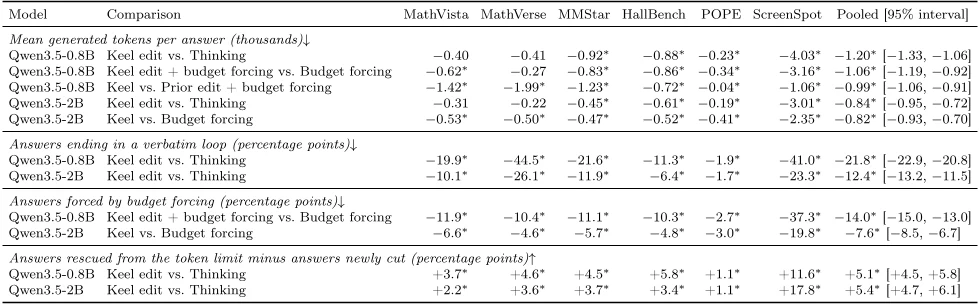 Model Comparison MathVista MathVerse MMStar HallBench POPE ScreenSpot Pooled [95% interval]
Mean generated tokens per answer (thousands)↓
Qwen3.5-0.8B Keel edit vs. Thinking −0.40 −0.41 −0.92* −0.88* −0.23* −4.03* −1.20* [−1.33, −1.06]
Qwen3.5-0.8B Keel edit + budget forcing vs. Budget forcing −0.62* −0.27 −0.83* −0.86* −0.34* −3.16* −1.06* [−1.19, −0.92]
Qwen3.5-0.8B Keel vs. Prior edit + budget forcing −1.42* −1.99* −1.23* −0.72* −0.04* −1.06* −0.99* [−1.06, −0.91]
Qwen3.5-2B Keel edit vs. Thinking −0.31 −0.22 −0.45* −0.61* −0.19* −3.01* −0.84* [−0.95, −0.72]
Qwen3.5-2B Keel vs. Budget forcing −0.53* −0.50* −0.47* −0.52* −0.41* −2.35* −0.82* [−0.93, −0.70]
Answers ending in a verbatim loop (percentage points)↓
Qwen3.5-0.8B Keel edit vs. Thinking −19.9* −44.5* −21.6* −11.3* −1.9* −41.0* −21.8* [−22.9, −20.8]
Qwen3.5-2B Keel edit vs. Thinking −10.1* −26.1* −11.9* −6.4* −1.7* −23.3* −12.4* [−13.2, −11.5]
Answers forced by budget forcing (percentage points)↓
Qwen3.5-0.8B Keel edit + budget forcing vs. Budget forcing −11.9* −10.4* −11.1* −10.3* −2.7* −37.3* −14.0* [−15.0, −13.0]
Qwen3.5-2B Keel vs. Budget forcing −6.6* −4.6* −5.7* −4.8* −3.0* −19.8* −7.6* [−8.5, −6.7]
Answers rescued from the token limit minus answers newly cut (percentage points)↑
Qwen3.5-0.8B Keel edit vs. Thinking +3.7* +4.6* +4.5* +5.8* +1.1* +11.6* +5.1* [+4.5, +5.8]
Qwen3.5-2B Keel edit vs. Thinking +2.2* +3.6* +3.7* +3.4* +1.1* +17.8* +5.4* [+4.7, +6.1]